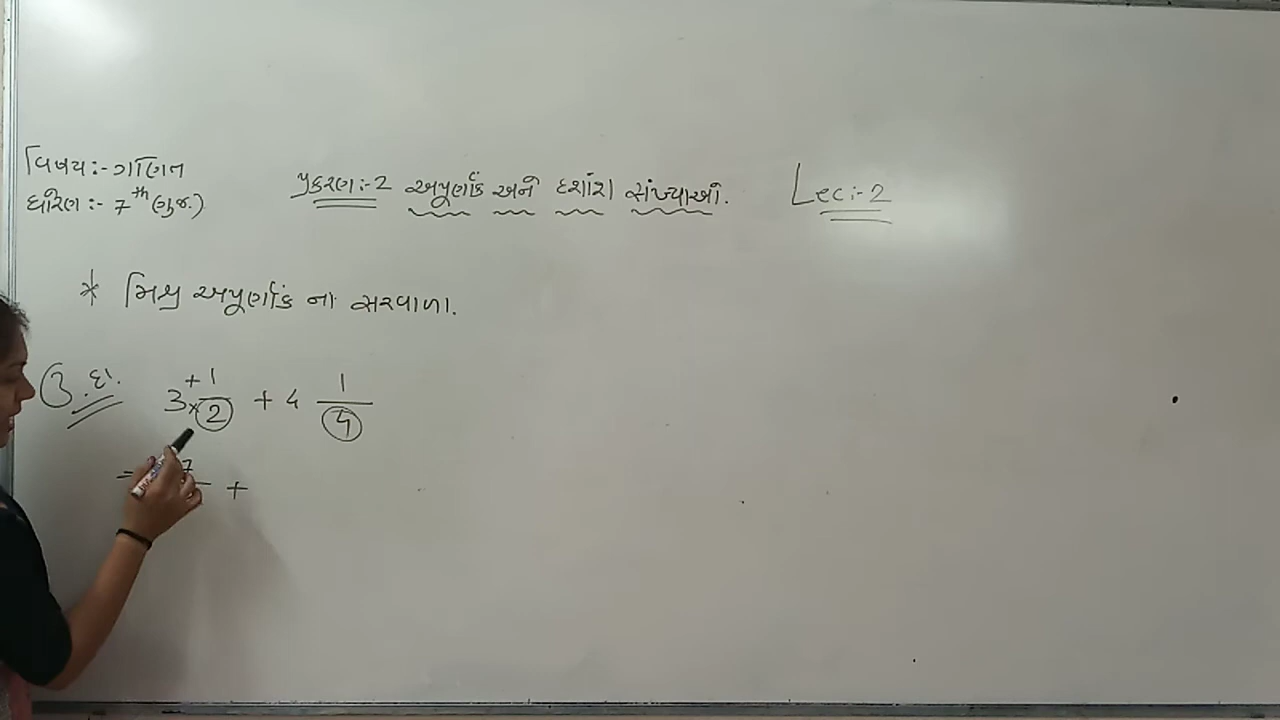 વિષય:- ગણિત
ધોરણ:- 7th (ગુજ.)
પ્રકરણ:-2 અપૂર્ણાંક અને દશાંશ સંખ્યાઓ.
Lec:-2
* મિશ્ર અપૂર્ણાંક ના સરવાળા.
ઉ.દા. 3 × + 1/2 + 4 1/4
= 7 +